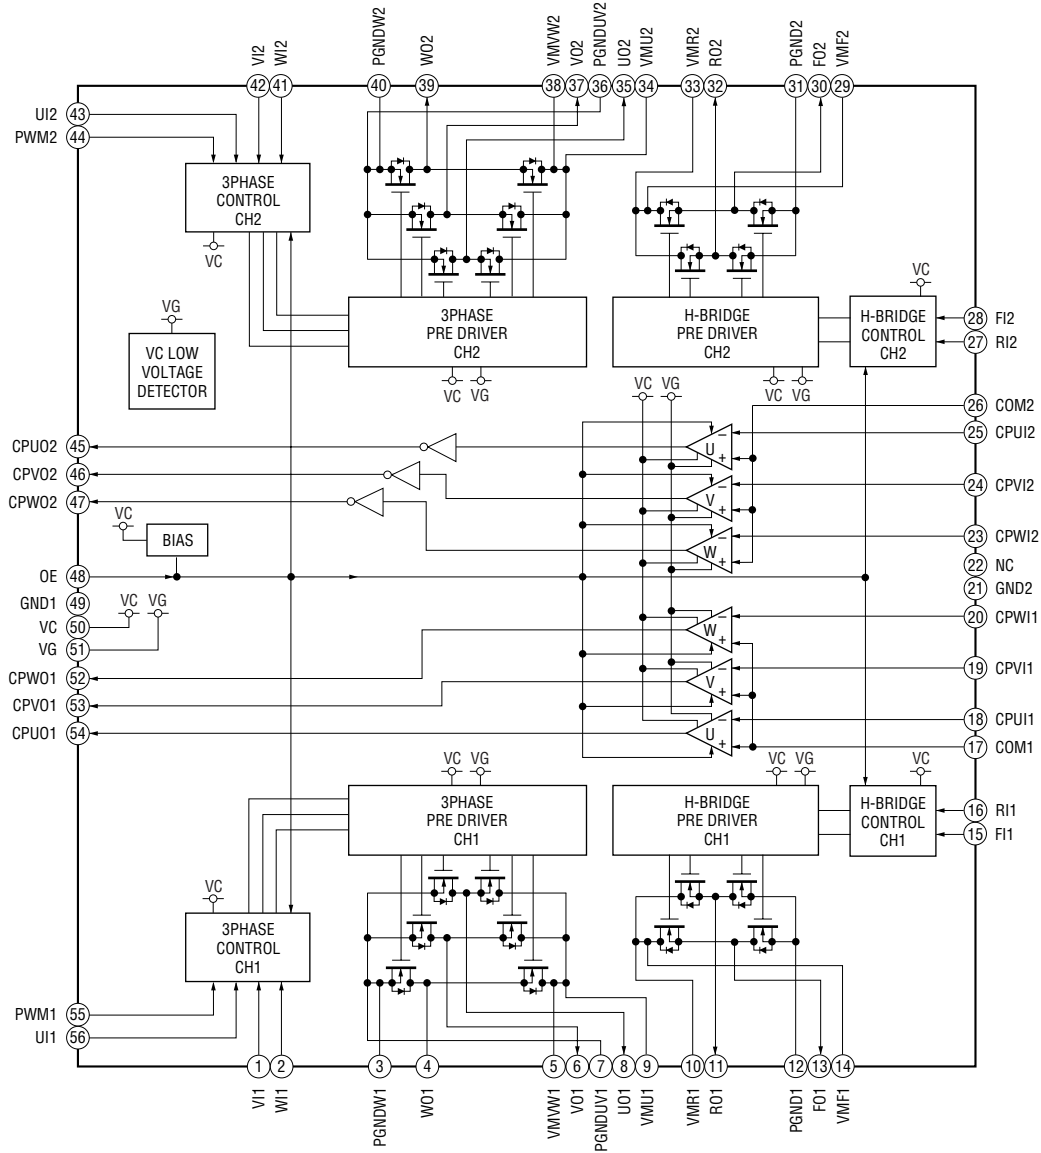 VI2
WI2
PGNDW2
WO2
VMVW2
VO2
PGNDUV2
UO2
VMU2
VMR2
RO2
PGND2
FO2
VMF2
42
41
40
39
38
37
36
35
34
33
32
31
30
29
UI2 43
PWM2 44
3PHASE
CONTROL
CH2
VC
VG
VC LOW
VOLTAGE
DETECTOR
3PHASE
PRE DRIVER
CH2
VC VG
H-BRIDGE
PRE DRIVER
CH2
VC VG
VC
H-BRIDGE
CONTROL
CH2
28 FI2
27 RI2
VC VG
26 COM2
25 CPUI2
CPUO2 45
− U +
CPVO2 46
24 CPVI2
− V +
CPWO2 47
23 CPWI2
− W +
VC
BIAS
22 NC
OE 48
21 GND2
GND1 49
VC VG
VC 50
VG 51
20 CPWI1
− W +
CPWO1 52
19 CPVI1
− V +
CPVO1 53
18 CPUI1
− U +
CPUO1 54
17 COM1
VC VG
3PHASE
PRE DRIVER
CH1
VC VG
H-BRIDGE
PRE DRIVER
CH1
VC
H-BRIDGE
CONTROL
CH1
16 RI1
15 FI1
VC
3PHASE
CONTROL
CH1
PWM1 55
UI1 56
1
2
3
4
5
6
7
8
9
10
11
12
13
14
VI1
WI1
PGNDW1
WO1
VMVW1
VO1
PGNDUV1
UO1
VMU1
VMR1
RO1
PGND1
FO1
VMF1